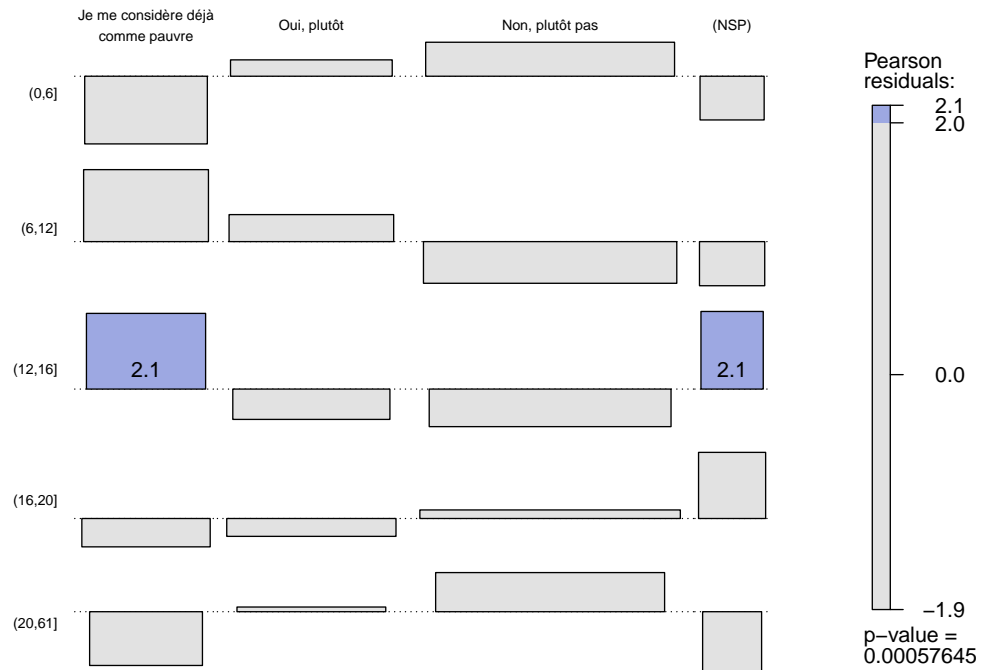 Je me considère déjà
comme pauvre
Oui, plutôt
Non, plutôt pas
(NSP)
(0,6]
(6,12]
(12,16]
2.1
2.1
(16,20]
(20,61]
Pearson
residuals:
2.1
2.0
0.0
−1.9
p−value =
0.00057645